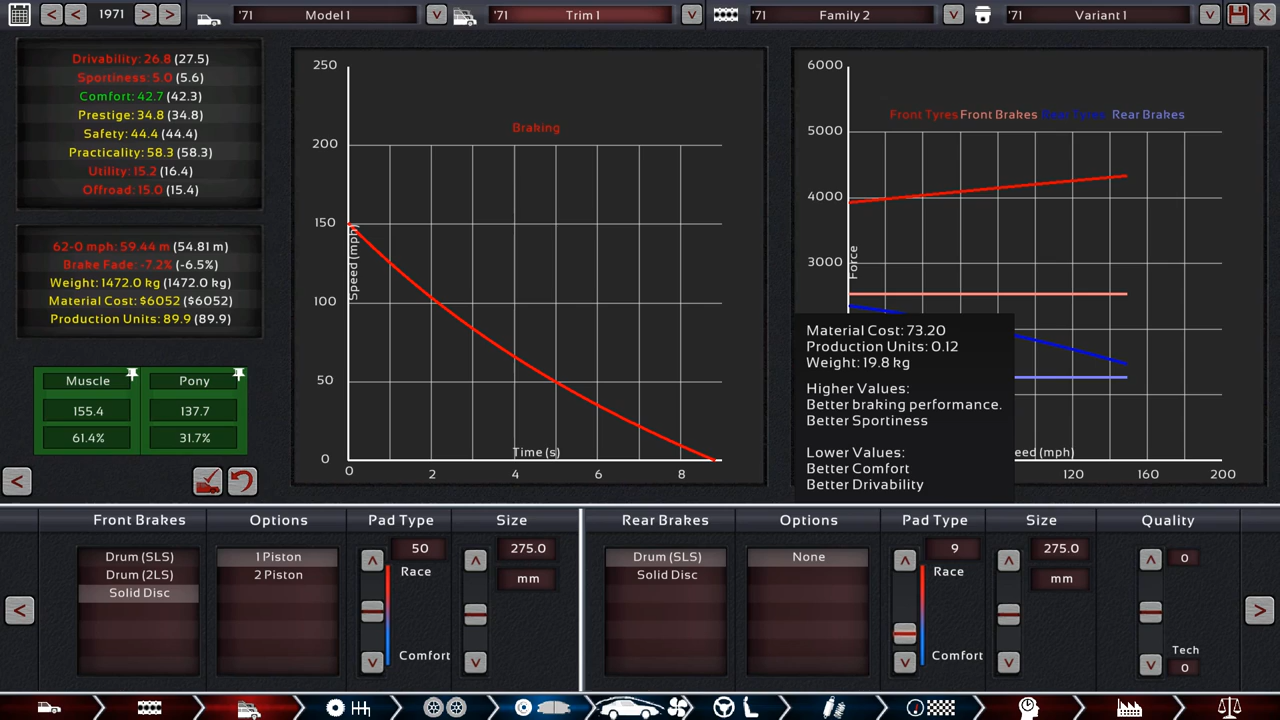 1971
'71 Model 1
'71 Trim 1
'71 Family 2
'71 Variant 1
Drivability: 26.8 (27.5)
Sportiness: 5.0 (5.6)
Comfort: 42.7 (42.3)
Prestige: 34.8 (34.8)
Safety: 44.4 (44.4)
Practicality: 58.3 (58.3)
Utility: 15.2 (16.4)
Offroad: 15.0 (15.4)
62-0 mph: 59.44 m (54.81 m)
Brake Fade: -7.2% (-6.5%)
Weight: 1472.0 kg (1472.0 kg)
Material Cost: $6052 ($6052)
Production Units: 89.9 (89.9)
Muscle Pony
155.4 137.7
61.4% 31.7%
250
200
150
100
50
0
Braking
Speed (mph)
Time (s)
0 2 4 6 8
6000
5000
4000
3000
Front Tyres Front Brakes Rear Tyres Rear Brakes
Force
eed (mph)
120 160 200
Material Cost: 73.20
Production Units: 0.12
Weight: 19.8 kg
Higher Values:
Better braking performance.
Better Sportiness
Lower Values:
Better Comfort
Better Drivability
Front Brakes
Drum (SLS)
Drum (2LS)
Solid Disc
Options
1 Piston
2 Piston
Pad Type
50
Race
Comfort
Size
275.0
mm
Rear Brakes
Drum (SLS)
Solid Disc
Options
None
Pad Type
9
Race
Comfort
Size
275.0
mm
Quality
0
Tech
0